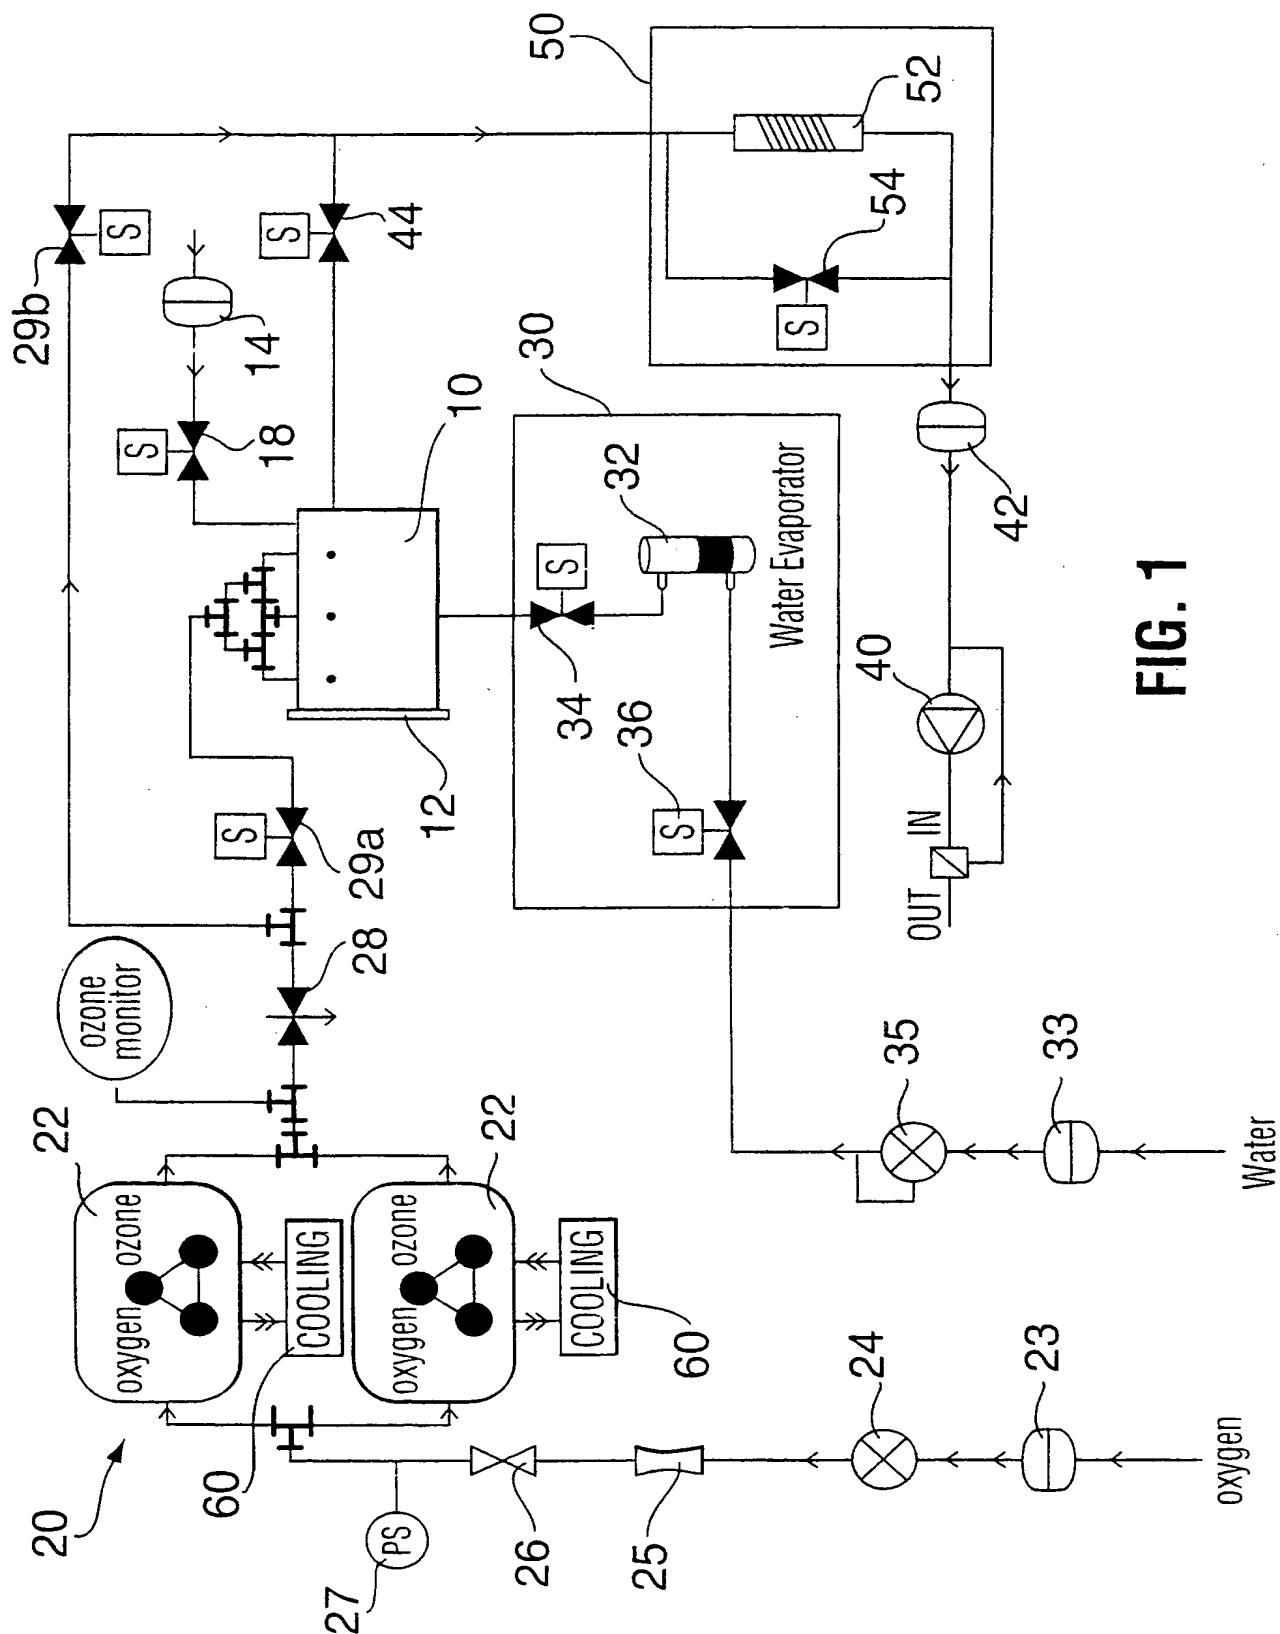 20
22
ozone
monitor
29b
S
S
14
S
18
S
44
50
52
54
S
oxygen ozone
COOLING
60
28
S
29a
12
10
oxygen ozone
22
COOLING
60
27
PS
26
25
24
23
oxygen
30
S
34
32
S
36
Water Evaporator
35
33
Water
OUT IN
40
42
FIG. 1